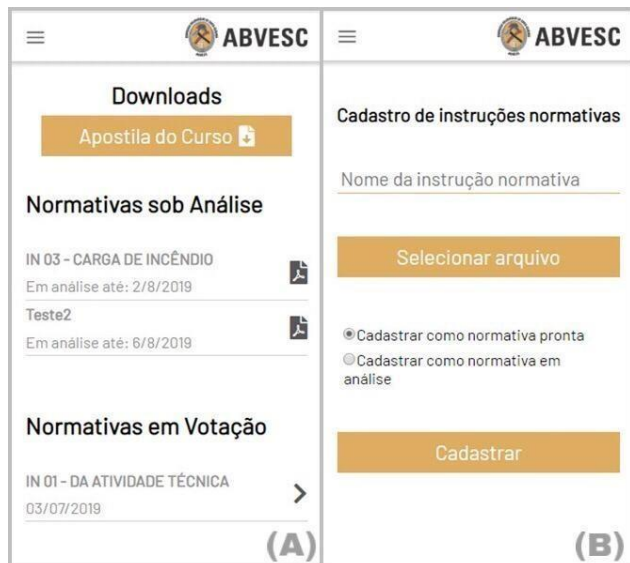 ABVESC
Downloads
Apostila do Curso
Normativas sob Análise
IN 03 - CARGA DE INCÊNDIO
Em análise até: 2/8/2019
Teste2
Em análise até: 6/8/2019
Normativas em Votação
IN 01 - DA ATIVIDADE TÉCNICA
03/07/2019
(A)
ABVESC
Cadastro de instruções normativas
Nome da instrução normativa
Selecionar arquivo
Cadastrar como normativa pronta
Cadastrar como normativa em
análise
Cadastrar
(B)